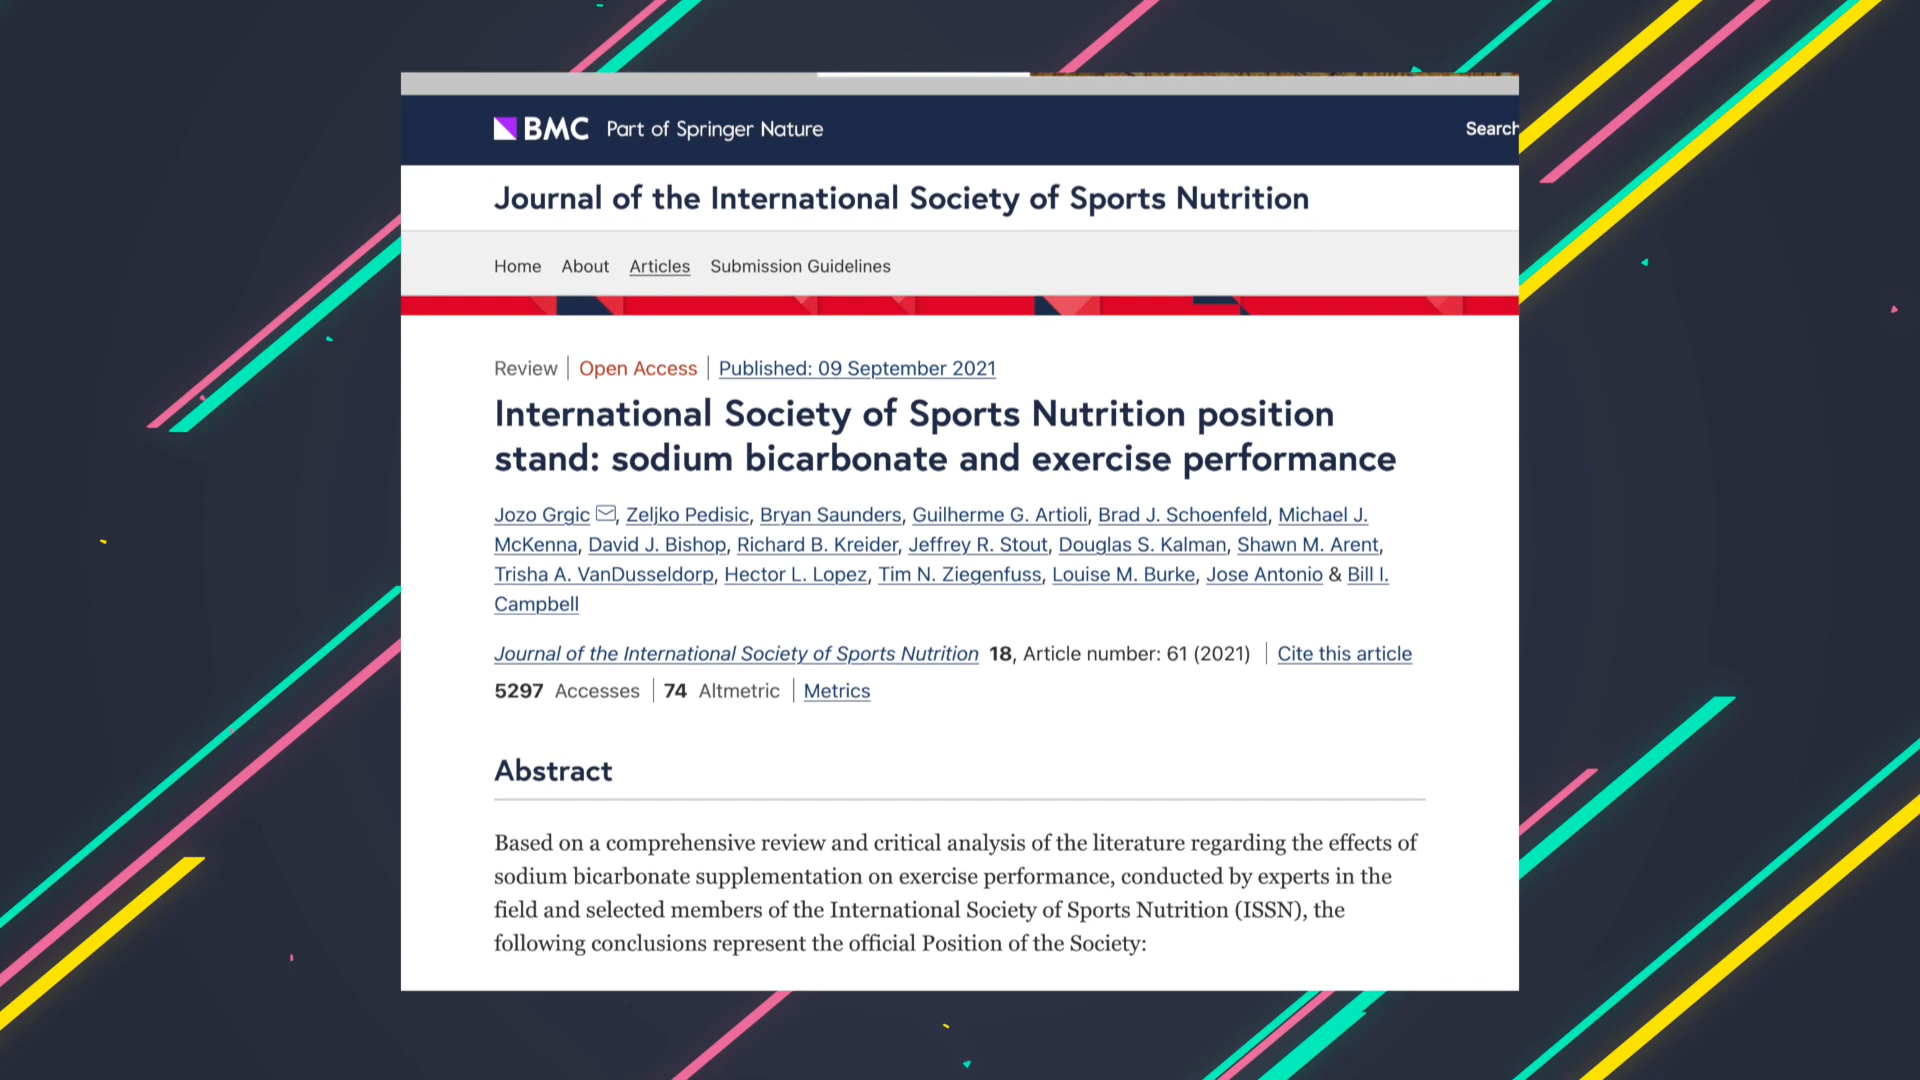 BMC Part of Springer Nature
Search
Journal of the International Society of Sports Nutrition
Home About Articles Submission Guidelines
Review Open Access Published: 09 September 2021
International Society of Sports Nutrition position
stand: sodium bicarbonate and exercise performance
Jozo Grgic, Zeljko Pedisic, Bryan Saunders, Guilherme G. Artioli, Brad J. Schoenfeld, Michael J.
McKenna, David J. Bishop, Richard B. Kreider, Jeffrey R. Stout, Douglas S. Kalman, Shawn M. Arent,
Trisha A. VanDusseldorp, Hector L. Lopez, Tim N. Ziegenfuss, Louise M. Burke, Jose Antonio & Bill I.
Campbell
Journal of the International Society of Sports Nutrition 18, Article number: 61 (2021) Cite this article
5297 Accesses 74 Altmetric Metrics
Abstract
Based on a comprehensive review and critical analysis of the literature regarding the effects of
sodium bicarbonate supplementation on exercise performance, conducted by experts in the
field and selected members of the International Society of Sports Nutrition (ISSN), the
following conclusions represent the official Position of the Society: